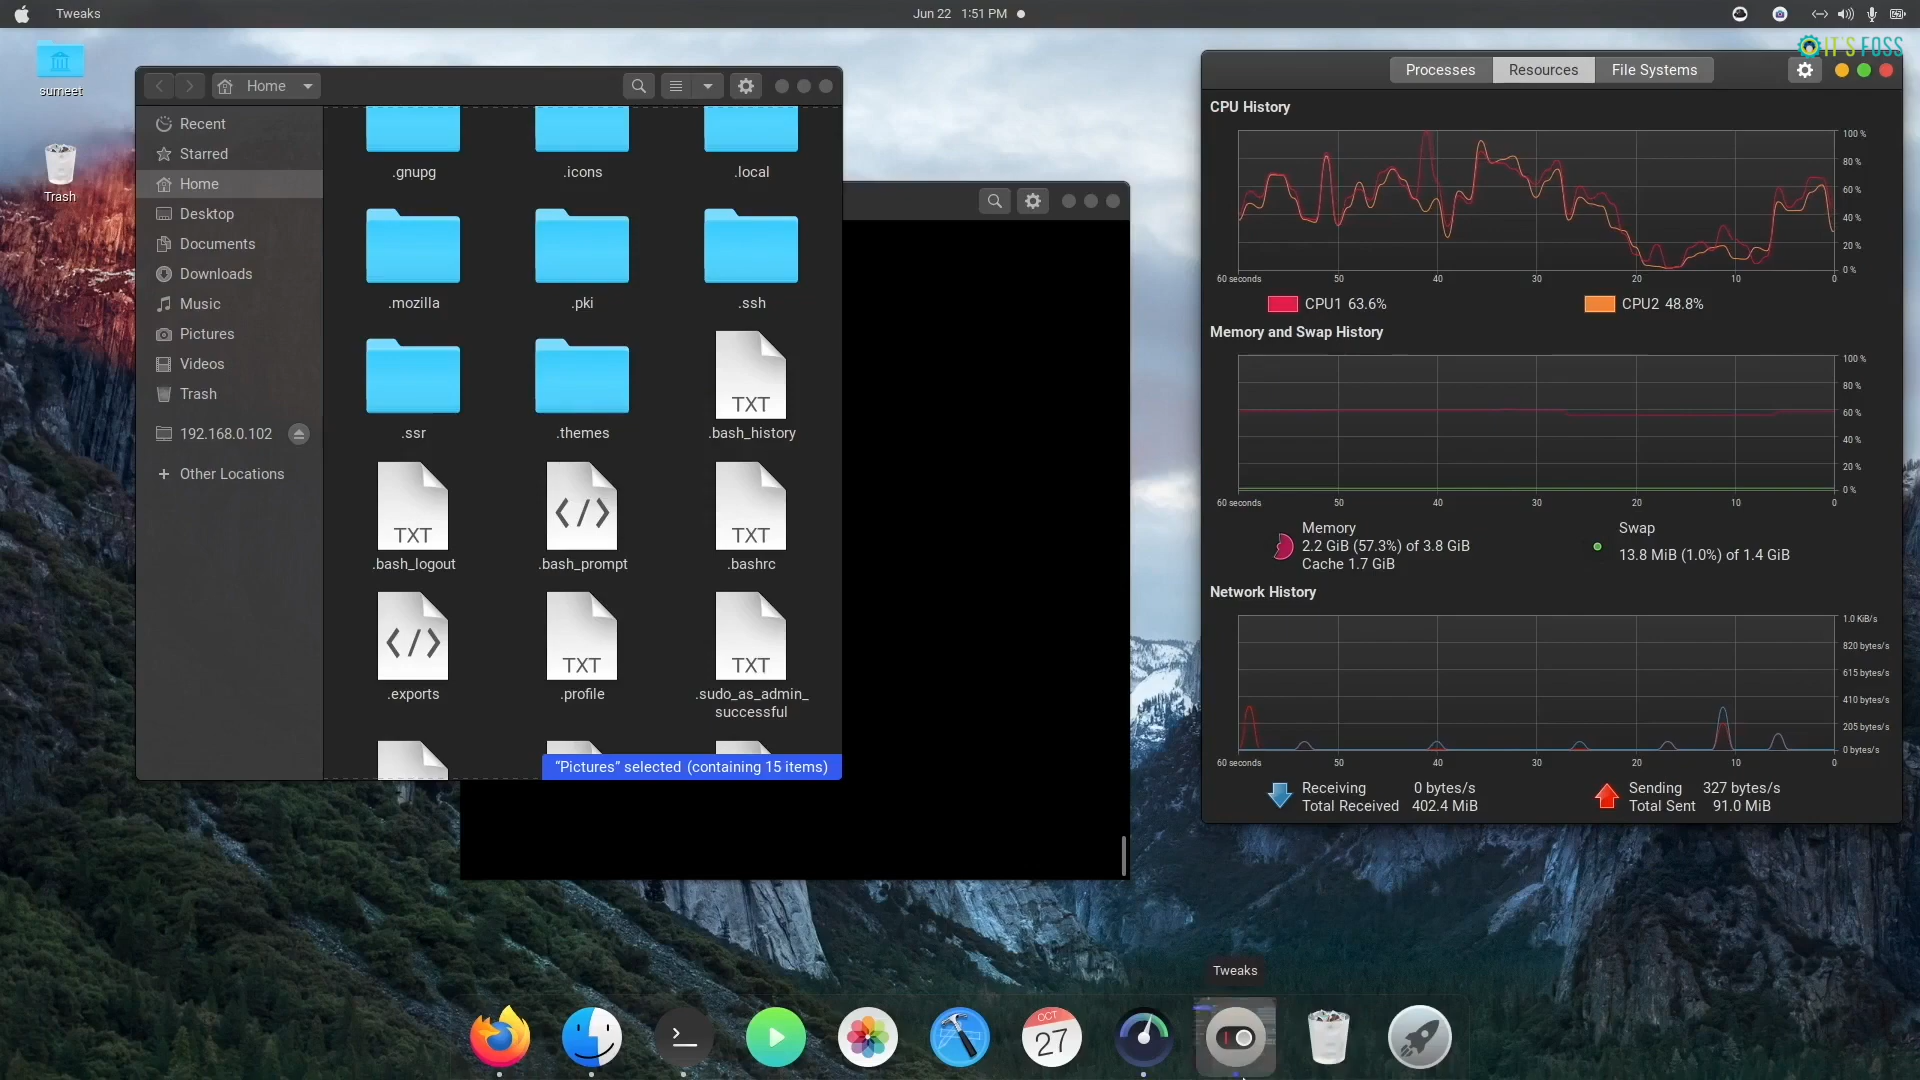 Tweaks
Jun 22 1:51 PM
IT'S FOSS
sumeet
Trash
Home
Recent
Starred
Home
Desktop
Documents
Downloads
Music
Pictures
Videos
Trash
192.168.0.102
+ Other Locations
.gnupg
.icons
.local
.mozilla
.pki
.ssh
.ssr
.themes
TXT
.bash_history
TXT
.bash_logout
</>
.bash_prompt
TXT
.bashrc
</>
.exports
TXT
.profile
TXT
.sudo_as_admin_
successful
“Pictures” selected (containing 15 items)
Processes
Resources
File Systems
CPU History
100 %
80 %
60 %
40 %
20 %
0 %
60 seconds 50 40 30 20 10 0
CPU1 63.6%
CPU2 48.8%
Memory and Swap History
100 %
80 %
60 %
40 %
20 %
0 %
60 seconds 50 40 30 20 10 0
Memory
2.2 GiB (57.3%) of 3.8 GiB
Cache 1.7 GiB
Swap
13.8 MiB (1.0%) of 1.4 GiB
Network History
1.0 KiB/s
820 bytes/s
615 bytes/s
410 bytes/s
205 bytes/s
0 bytes/s
60 seconds 50 40 30 20 10 0
Receiving 0 bytes/s
Total Received 402.4 MiB
Sending 327 bytes/s
Total Sent 91.0 MiB
Tweaks
>_
OCT
27